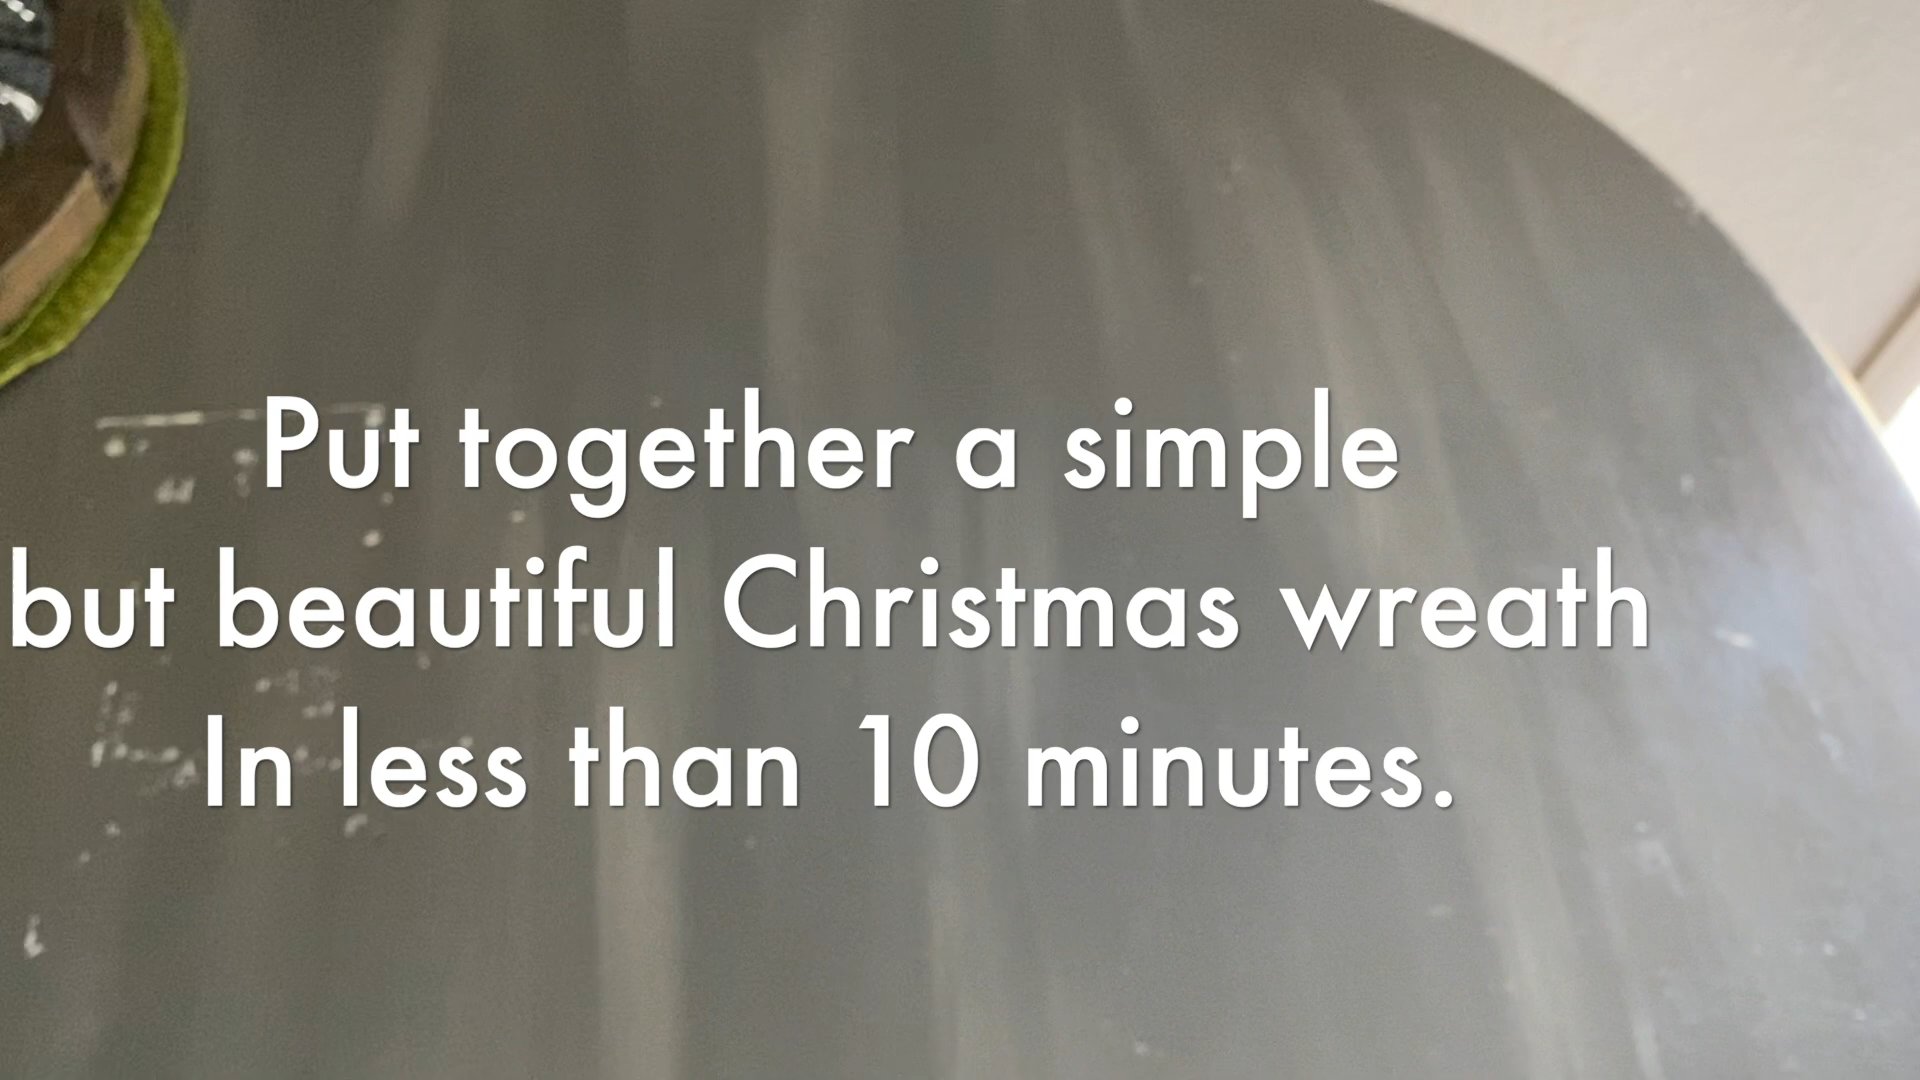 Put together a simple
but beautiful Christmas wreath
In less than 10 minutes.